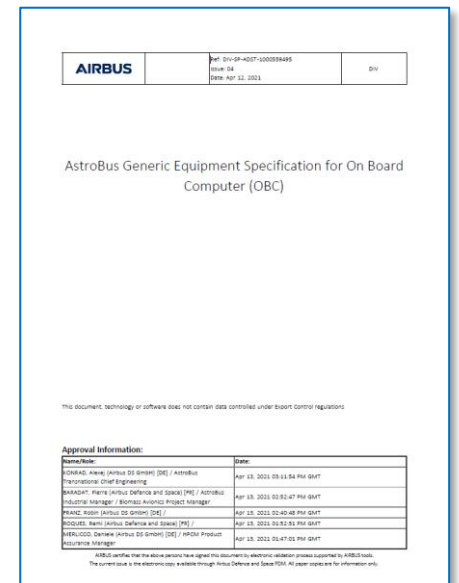 AIRBUS
Ref: DIV-SP-ADST-1000559495
Issue: 04
Date: Apr 12, 2021
DIV
AstroBus Generic Equipment Specification for On Board
Computer (OBC)
This document, technology or software does not contain data controlled under Export Control regulations
Approval Information:
Name/Role: Date:
KONRAD, Alexej (Airbus DS GmbH) [DE] / AstroBus
Transnational Chief Engineering
Apr 13, 2021 03:11:54 PM GMT
BARADAT, Pierre (Airbus Defence and Space) [FR] / AstroBus
Industrial Manager / Biomass Avionics Project Manager
Apr 13, 2021 02:52:47 PM GMT
FRANZ, Robin (Airbus DS GmbH) [DE] / Apr 13, 2021 02:40:48 PM GMT
ROQUES, Remi (Airbus Defence and Space) [FR] / Apr 13, 2021 01:52:31 PM GMT
MERLICCO, Daniele (Airbus DS GmbH) [DE] / HPCM Product
Assurance Manager
Apr 13, 2021 01:47:01 PM GMT
AIRBUS certifies that the above persons have signed this document by electronic validation process supported by AIRBUS tools.
The current issue is the electronic copy available through Airbus Defence and Space PDM. All paper copies are for information only.